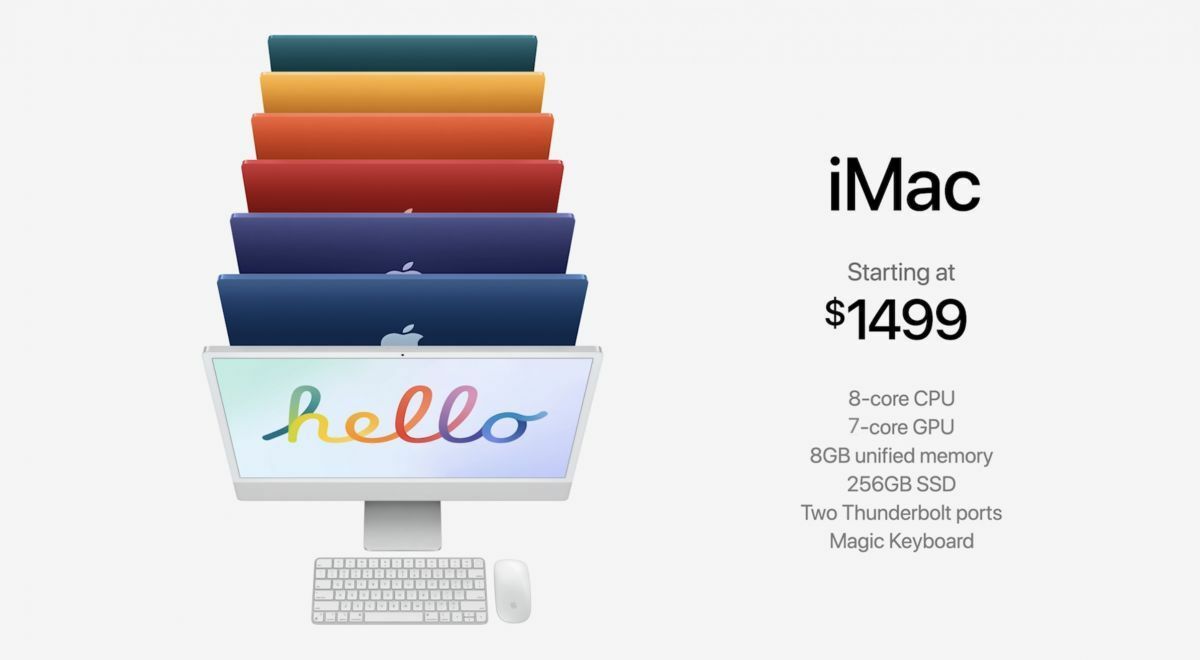 hello
iMac
Starting at
$1499
8-core CPU
7-core GPU
8GB unified memory
256GB SSD
Two Thunderbolt ports
Magic Keyboard